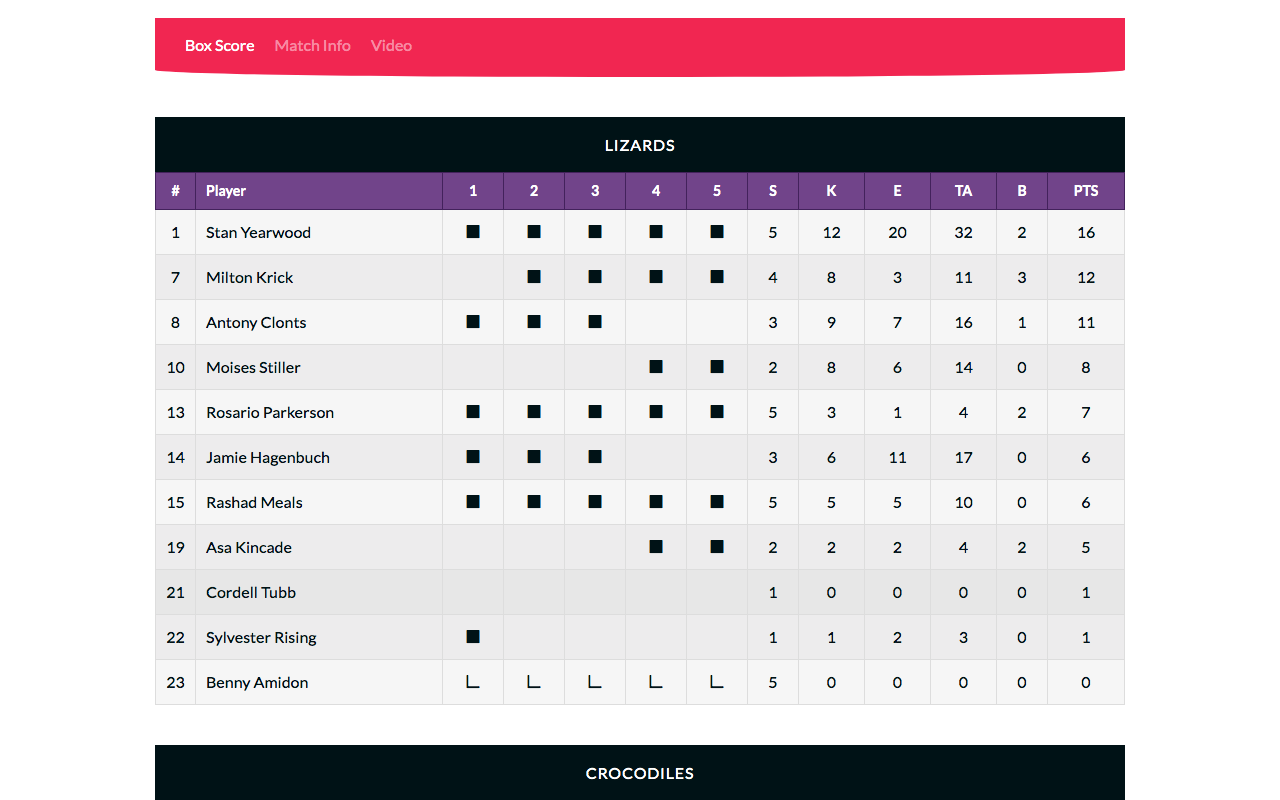 Box Score Match Info Video
LIZARDS
# Player 1 2 3 4 5 S K E TA B PTS
1 Stan Yearwood ■ ■ ■ ■ ■ 5 12 20 32 2 16
7 Milton Krick ■ ■ ■ ■ 4 8 3 11 3 12
8 Antony Clonts ■ ■ ■ 3 9 7 16 1 11
10 Moises Stiller ■ ■ 2 8 6 14 0 8
13 Rosario Parkerson ■ ■ ■ ■ ■ 5 3 1 4 2 7
14 Jamie Hagenbuch ■ ■ ■ 3 6 11 17 0 6
15 Rashad Meals ■ ■ ■ ■ ■ 5 5 5 10 0 6
19 Asa Kincade ■ ■ 2 2 2 4 2 5
21 Cordell Tubb 1 0 0 0 0 1
22 Sylvester Rising ■ 1 1 2 3 0 1
23 Benny Amidon L L L L L 5 0 0 0 0 0
CROCODILES